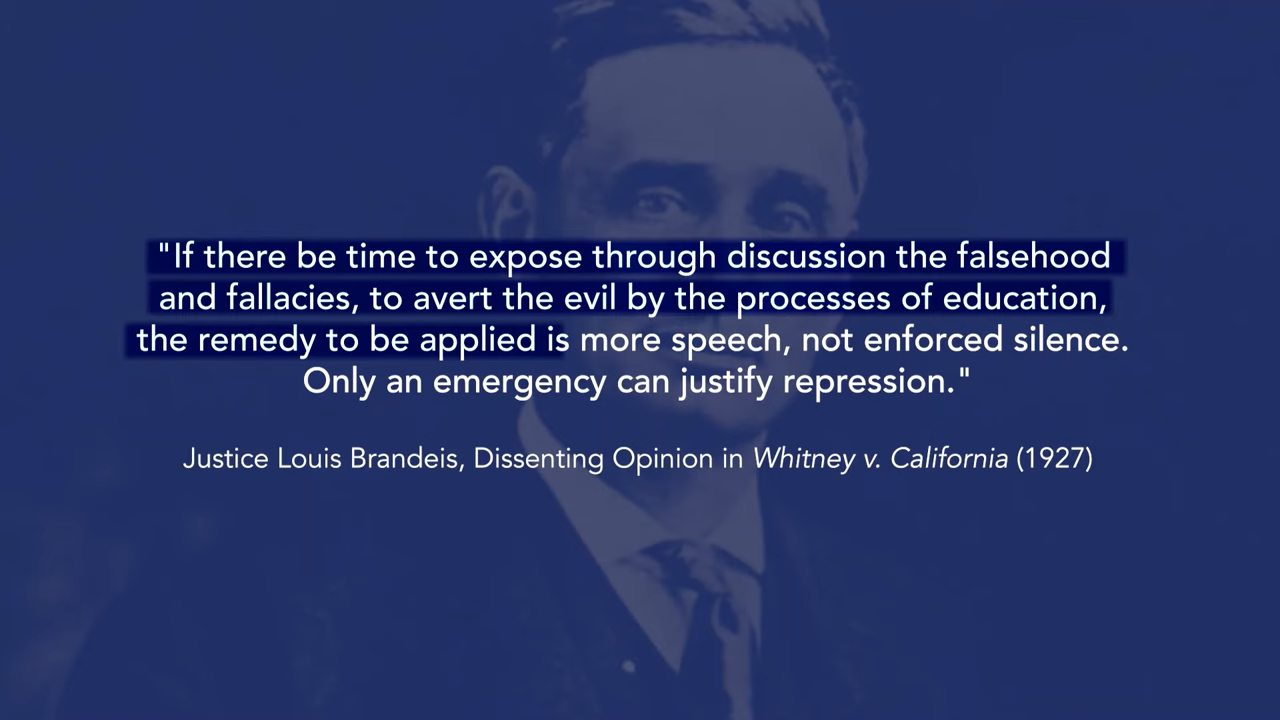 "If there be time to expose through discussion the falsehood
and fallacies, to avert the evil by the processes of education,
the remedy to be applied is more speech, not enforced silence.
Only an emergency can justify repression."
Justice Louis Brandeis, Dissenting Opinion in Whitney v. California (1927)